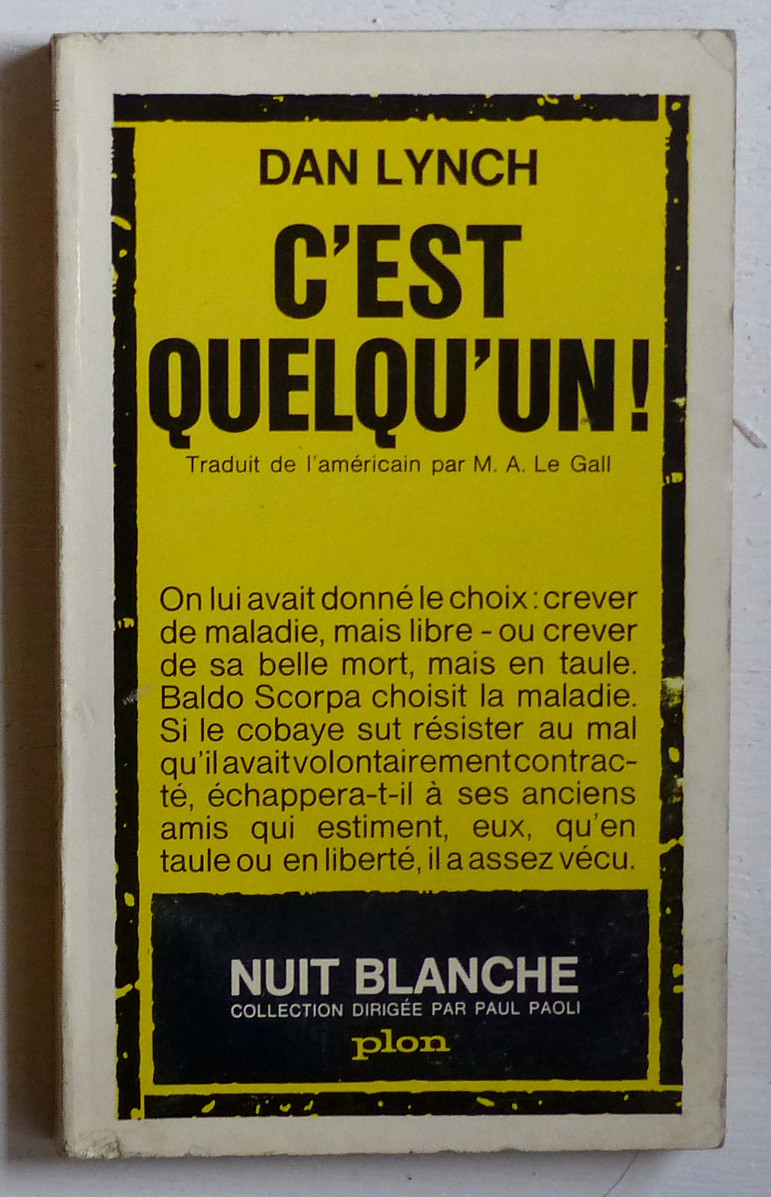 DAN LYNCH
C'EST
QUELQU'UN!
Traduit de l'américain par M. A. Le Gall
On lui avait donné le choix : crever
de maladie, mais libre - ou crever
de sa belle mort, mais en taule.
Baldo Scorpa choisit la maladie.
Si le cobaye sut résister au mal
qu'il avait volontairement contrac-
té, échappera-t-il à ses anciens
amis qui estiment, eux, qu'en
taule ou en liberté, il a assez vécu.
NUIT BLANCHE
COLLECTION DIRIGÉE PAR PAUL PAOLI
plon